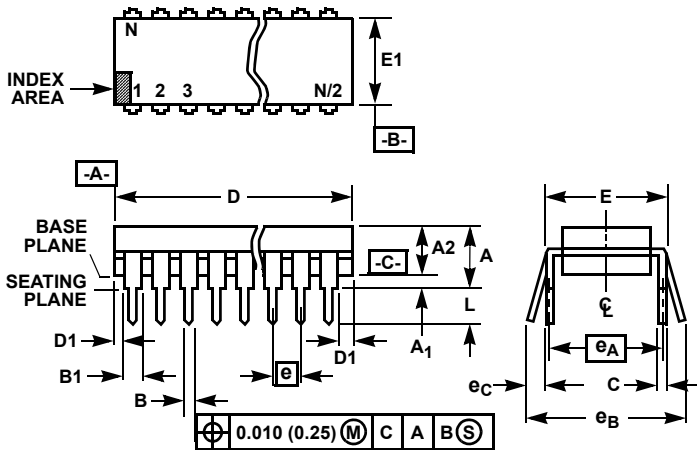 N
E1
INDEX
AREA
1 2 3 N/2
-B-
-A-
D
E
BASE
PLANE
A2
A
-C-
SEATING
PLANE
L
℄
D1
A1
D1
eA
B1
e
eC
C
B
eB
⌖ 0.010 (0.25) Ⓜ C A B Ⓢ